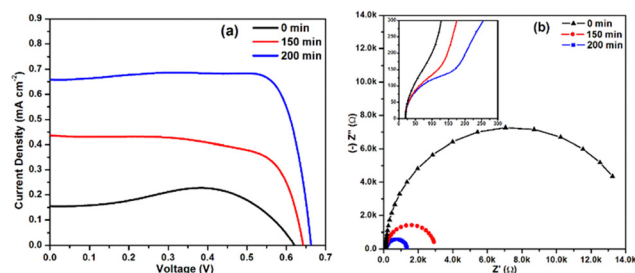 0.9
0.8
0.7
0.6
0.5
0.4
0.3
0.2
0.1
0.0
Current Density (mA cm-2)
(a)
0 min
150 min
200 min
0.0 0.1 0.2 0.3 0.4 0.5 0.6 0.7
Voltage (V)
14.0k
12.0k
10.0k
8.0k
6.0k
4.0k
2.0k
0.0
(-) Z'' (Ω)
300
250
200
150
100
50
0
0 50 100 150 200 250 300
(b)
0 min
150 min
200 min
0.0 2.0k 4.0k 6.0k 8.0k 10.0k 12.0k 14.0k
Z' (Ω)